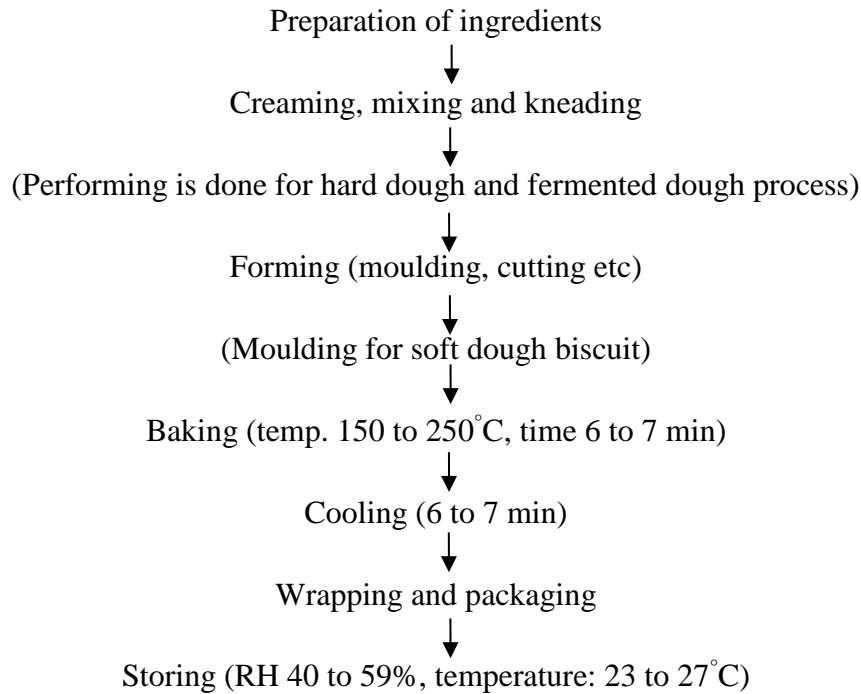 Preparation of ingredients
Creaming, mixing and kneading
(Performing is done for hard dough and fermented dough process)
Forming (moulding, cutting etc)
(Moulding for soft dough biscuit)
Baking (temp. 150 to 250°C, time 6 to 7 min)
Cooling (6 to 7 min)
Wrapping and packaging
Storing (RH 40 to 59%, temperature: 23 to 27°C)